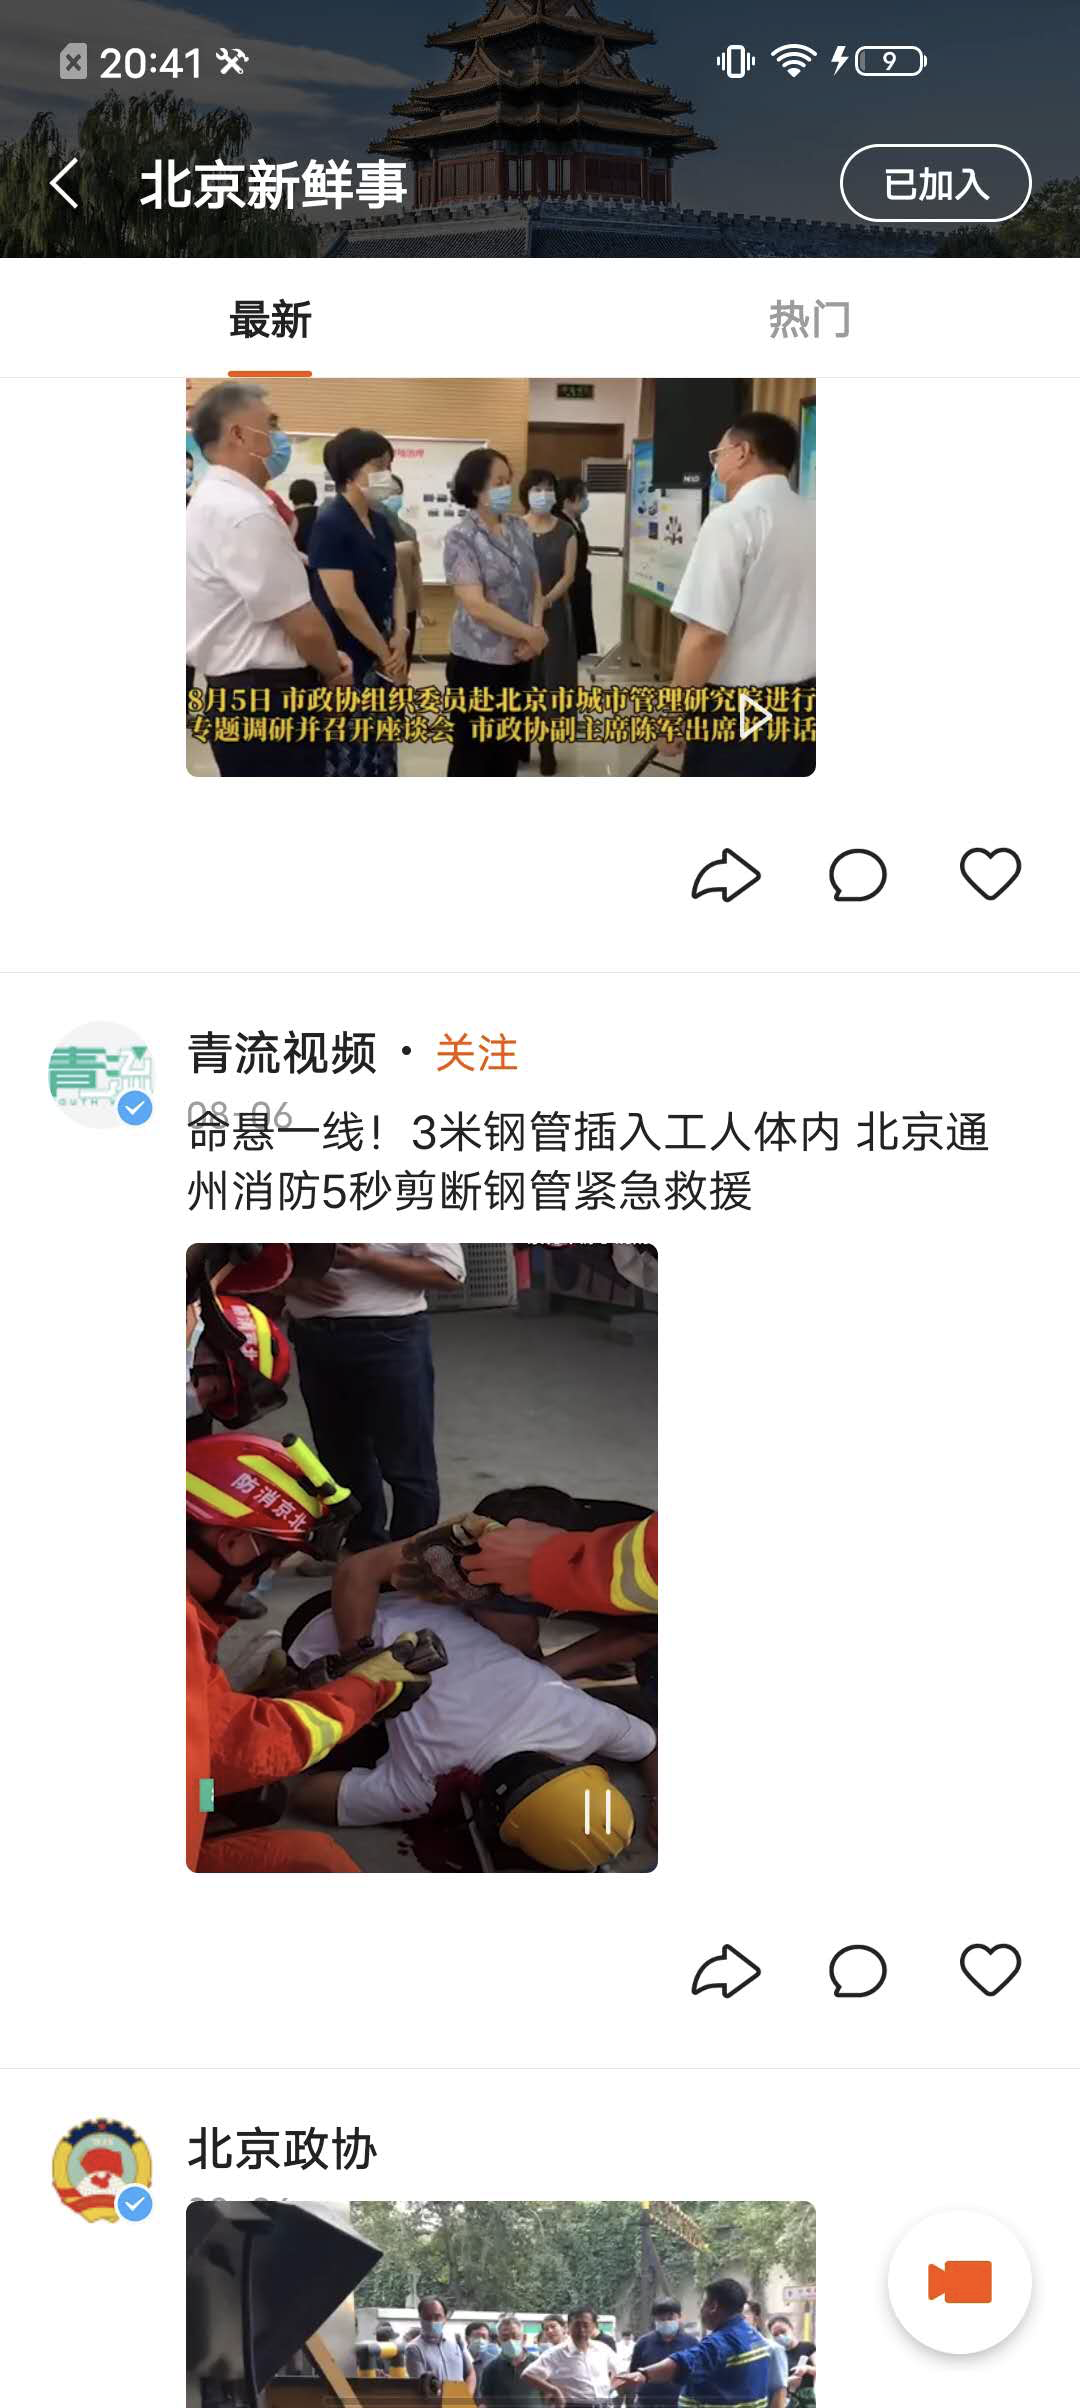 20:41
9
北京新鲜事
已加入
最新
热门
8月5日 市政协组织委员赴北京市城市管理研究院进行
专题调研并召开座谈会 市政协副主席陈军出席并讲话
青流视频 · 关注
08-06
命悬一线！3米钢管插入工人体内 北京通
州消防5秒剪断钢管紧急救援
防消京北
北京政协